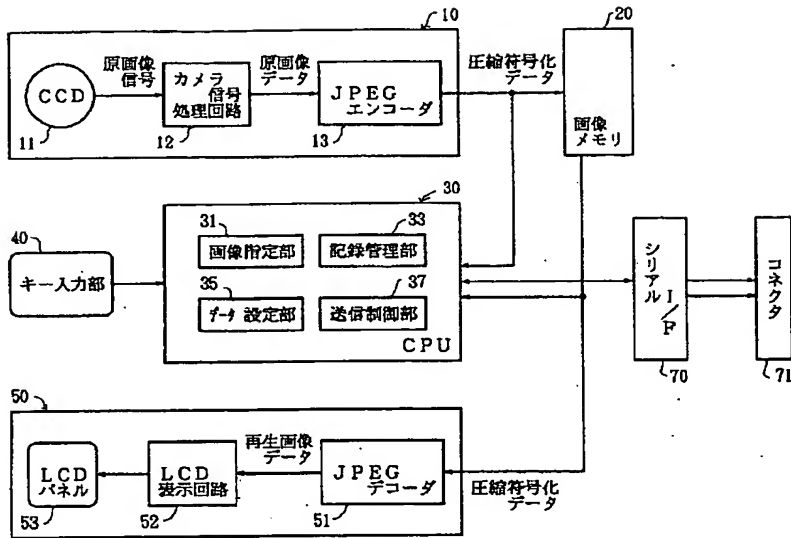 10
20
CCD
11
原画像
信号
カメラ
信号
処理回路
12
原画像
データ
JPEG
エンコーダ
13
圧縮符号化
データ
画像
メモリ
30
40
キー入力部
31
画像指定部
33
記録管理部
35
データ設定部
37
送信制御部
CPU
シリアル
I/F
70
コネクタ
71
50
LCD
パネル
53
LCD
表示回路
52
再生画像
データ
JPEG
デコーダ
51
圧縮符号化
データ